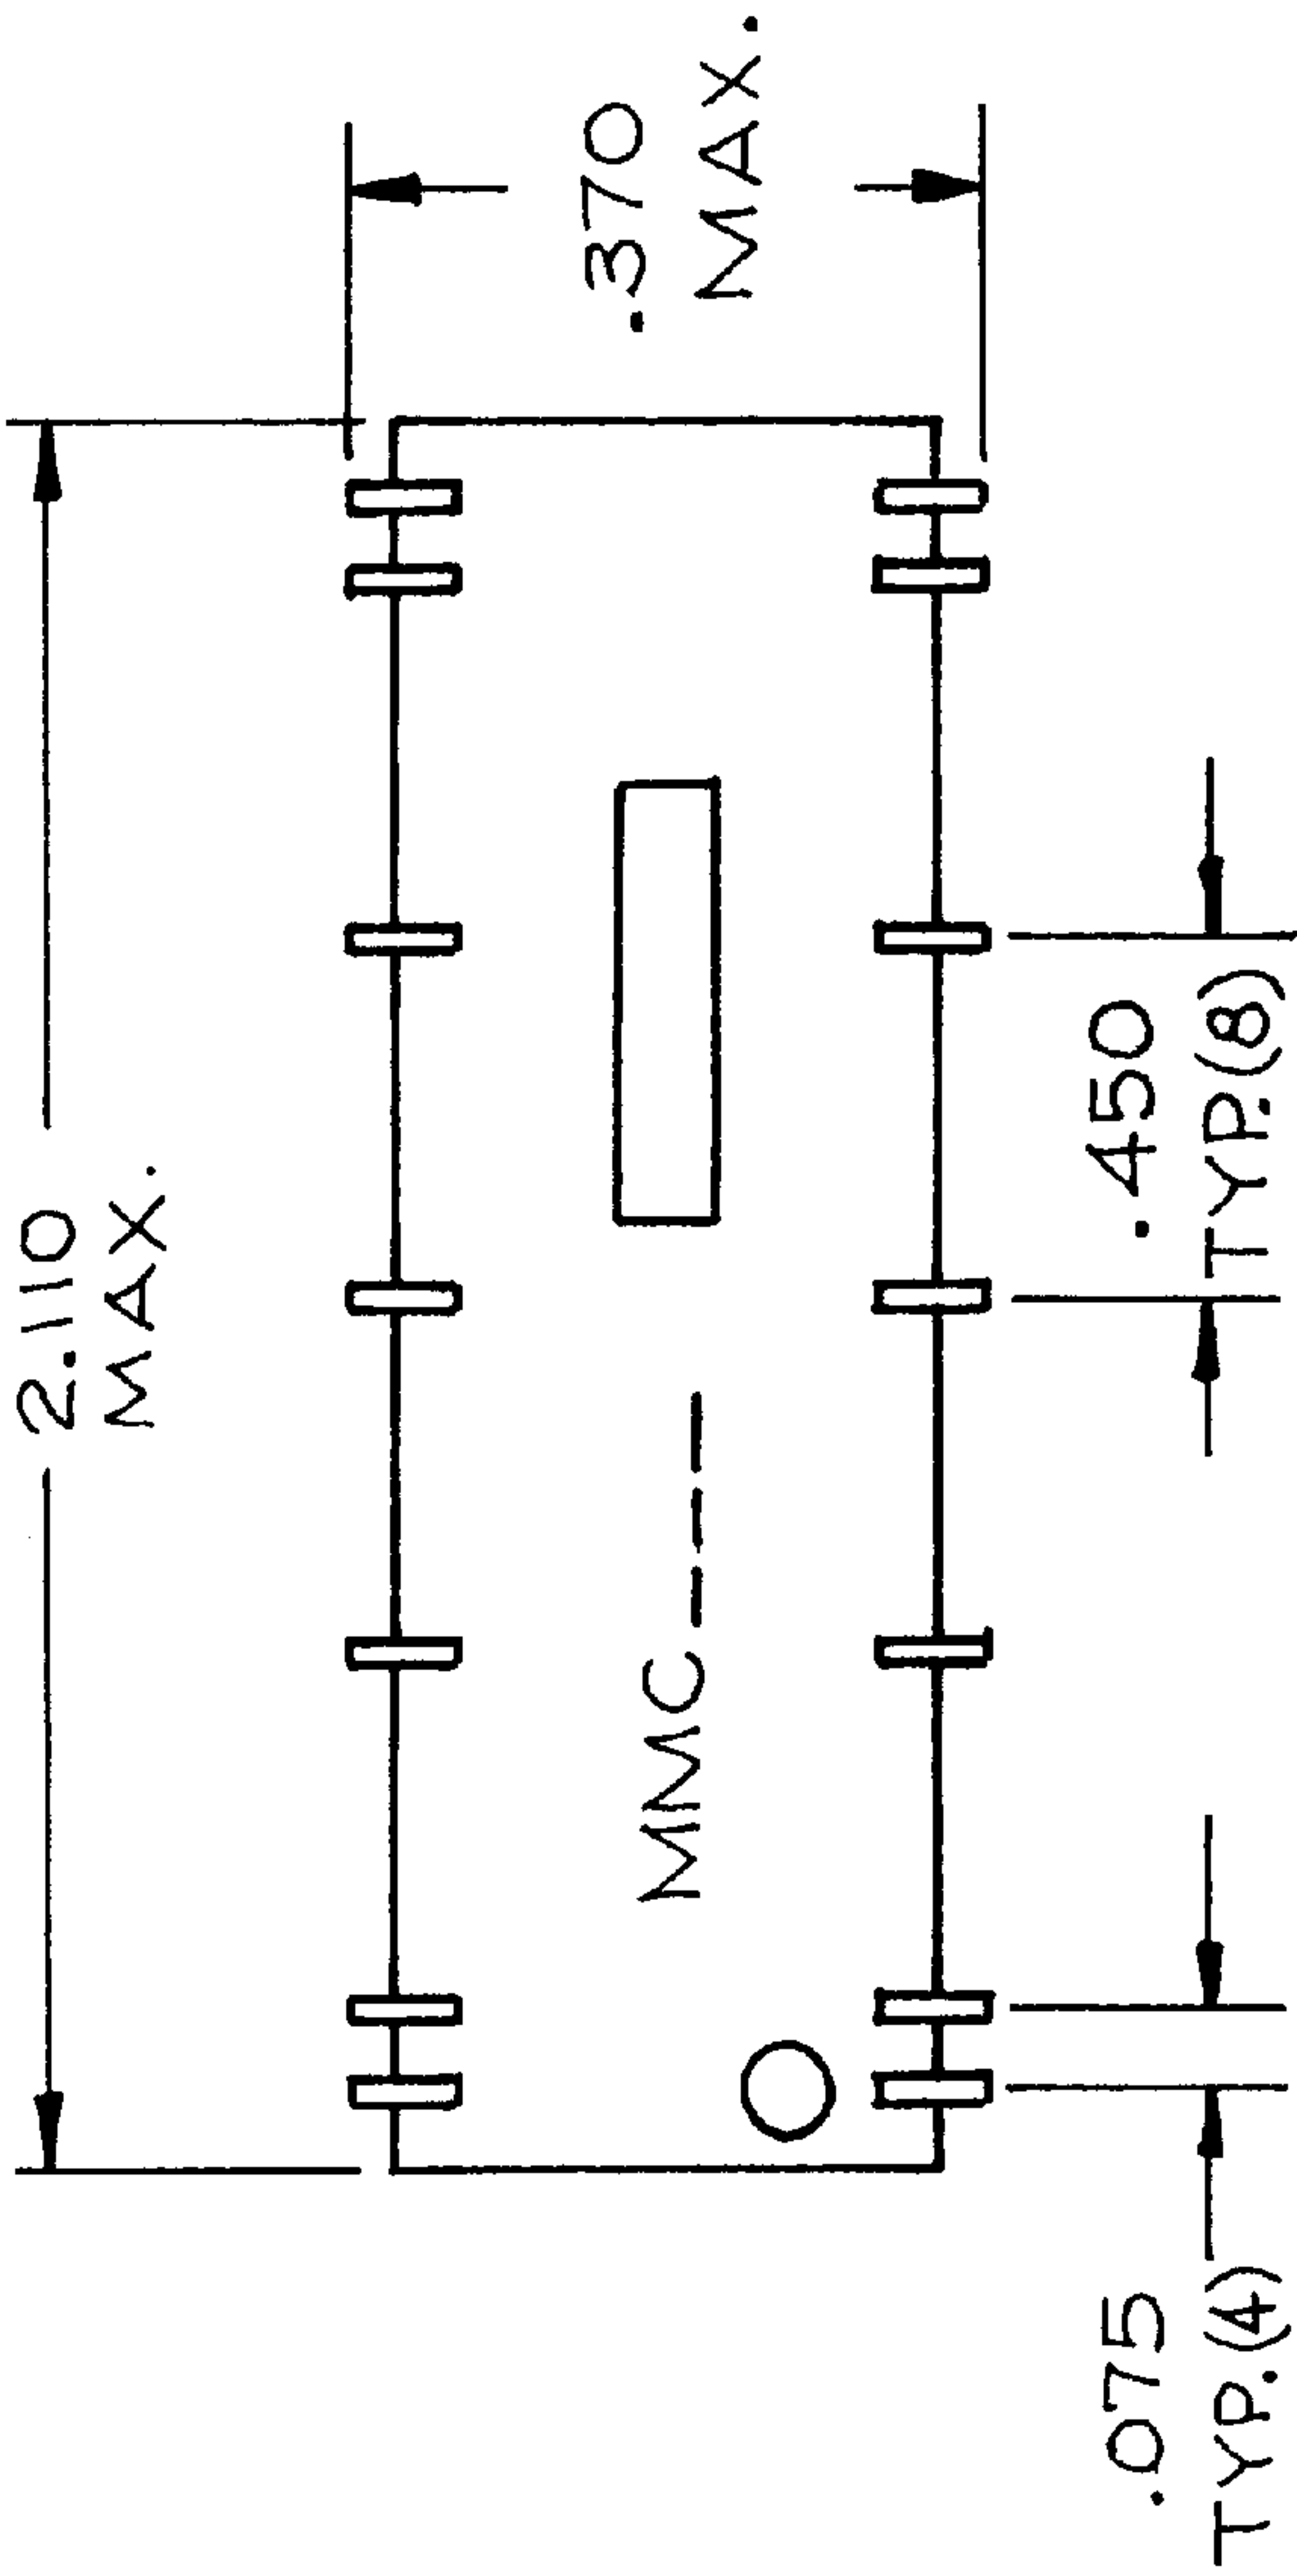 2.110
MAX.
.370
MAX.
MMC----
.450
TYP.(8)
.075
TYP.(4)